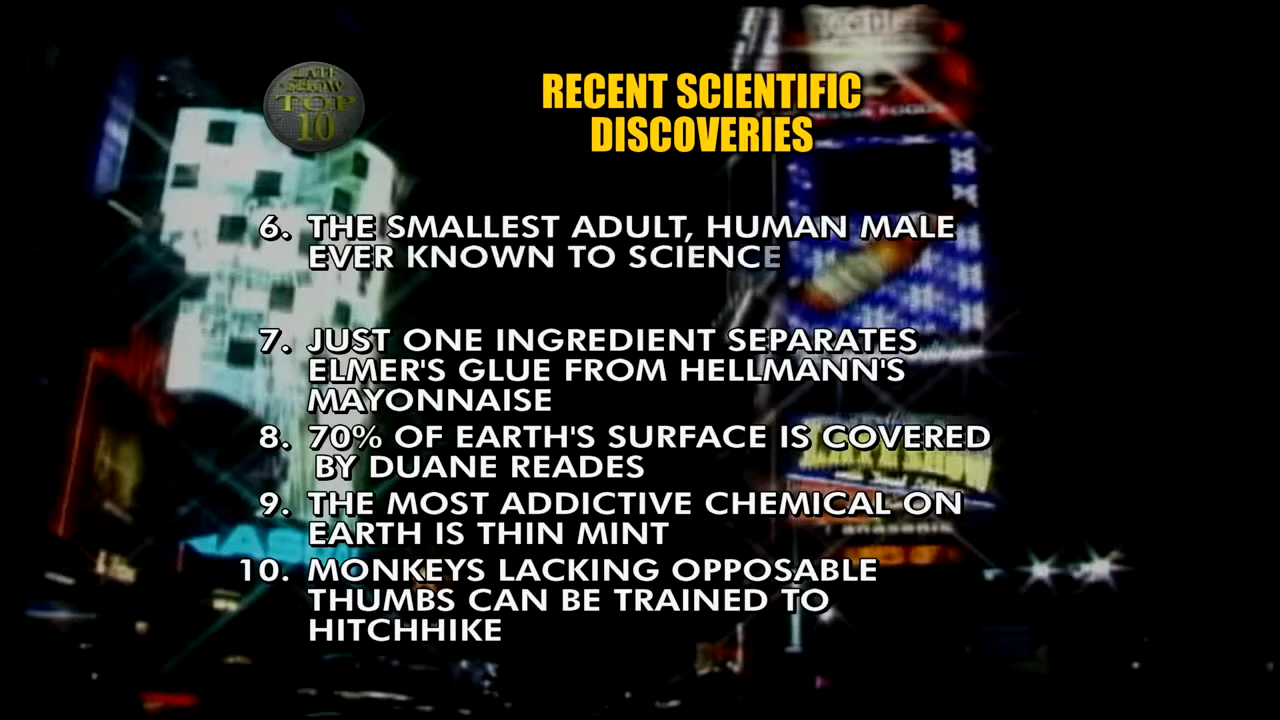 LATE
SHOW
TOP
10
RECENT SCIENTIFIC
DISCOVERIES
6. THE SMALLEST ADULT, HUMAN MALE
EVER KNOWN TO SCIENCE
7. JUST ONE INGREDIENT SEPARATES
ELMER'S GLUE FROM HELLMANN'S
MAYONNAISE
8. 70% OF EARTH'S SURFACE IS COVERED
BY DUANE READES
9. THE MOST ADDICTIVE CHEMICAL ON
EARTH IS THIN MINT
10. MONKEYS LACKING OPPOSABLE
THUMBS CAN BE TRAINED TO
HITCHHIKE
Panasonic